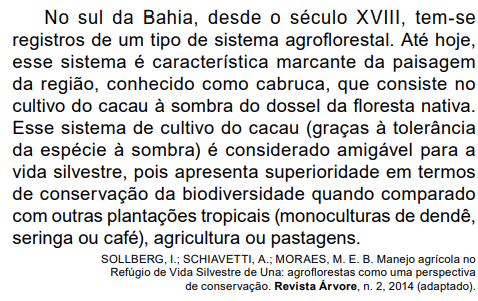 No sul da Bahia, desde o século XVIII, tem-se
registros de um tipo de sistema agroflorestal. Até hoje,
esse sistema é característica marcante da paisagem
da região, conhecido como cabruca, que consiste no
cultivo do cacau à sombra do dossel da floresta nativa.
Esse sistema de cultivo do cacau (graças à tolerância
da espécie à sombra) é considerado amigável para a
vida silvestre, pois apresenta superioridade em termos
de conservação da biodiversidade quando comparado
com outras plantações tropicais (monoculturas de dendê,
seringa ou café), agricultura ou pastagens.
SOLLBERG, I.; SCHIAVETTI, A.; MORAES, M. E. B. Manejo agrícola no
Refúgio de Vida Silvestre de Una: agroflorestas como uma perspectiva
de conservação. Revista Árvore, n. 2, 2014 (adaptado).